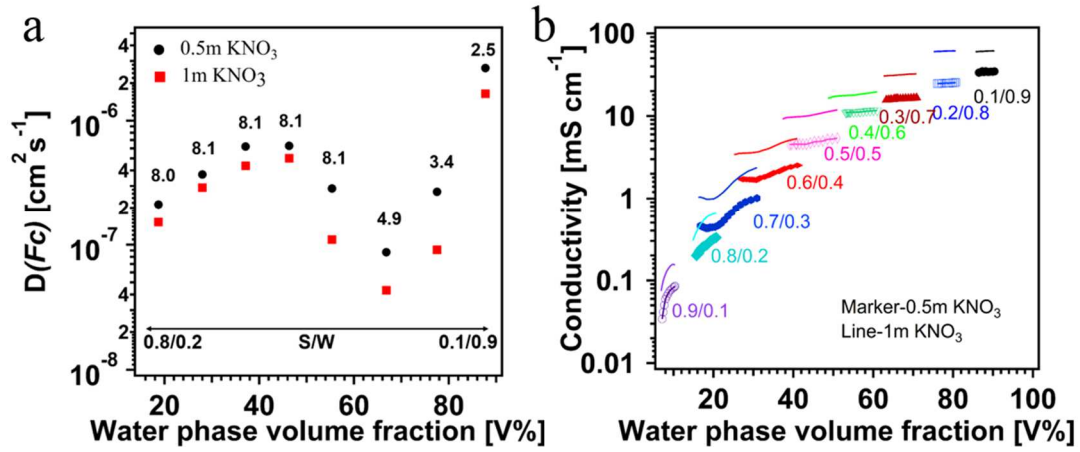 a
D(Fc) [cm² s⁻¹]
4
2
10⁻⁶
4
2
10⁻⁷
4
2
10⁻⁸
0.5m KNO₃
1m KNO₃
8.0
8.1
8.1
8.1
8.1
4.9
3.4
2.5
0.8/0.2
S/W
0.1/0.9
20 40 60 80
Water phase volume fraction [V%]
b
Conductivity [mS cm⁻¹]
100
10
1
0.1
0.01
0.1/0.9
0.2/0.8
0.3/0.7
0.4/0.6
0.5/0.5
0.6/0.4
0.7/0.3
0.8/0.2
0.9/0.1
Marker-0.5m KNO₃
Line-1m KNO₃
20 40 60 80 100
Water phase volume fraction [V%]